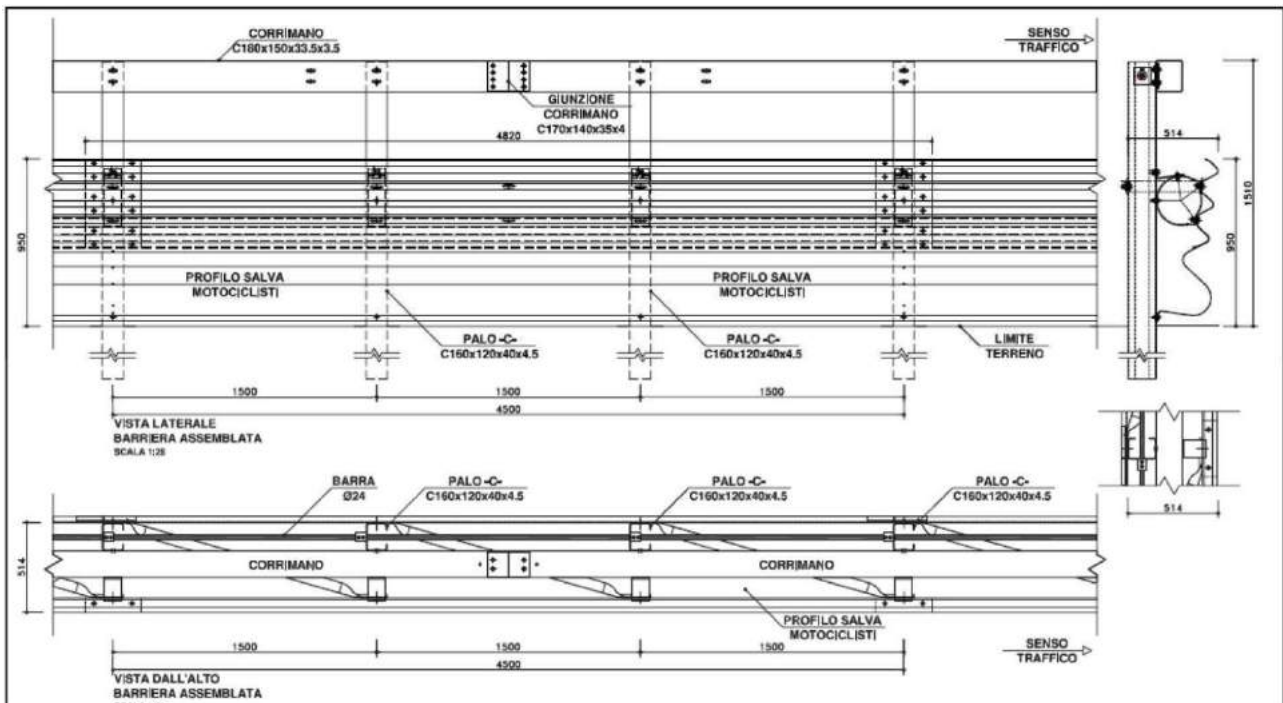 CORRIMANO
C180x150x33.5x3.5
SENSO
TRAFFICO
GIUNZIONE
CORRIMANO
C170x140x35x4
4820
514
950
1510
950
PROFILO SALVA
MOTOCICLISTI
PROFILO SALVA
MOTOCICLISTI
PALO -C-
C160x120x40x4.5
PALO -C-
C160x120x40x4.5
LIMITE
TERRENO
1500
1500
1500
4500
VISTA LATERALE
BARRIERA ASSEMBLATA
SCALA 1:25
BARRA
Ø24
PALO -C-
C160x120x40x4.5
PALO -C-
C160x120x40x4.5
PALO -C-
C160x120x40x4.5
514
514
CORRIMANO
CORRIMANO
PROFILO SALVA
MOTOCICLISTI
1500
1500
1500
4500
SENSO
TRAFFICO
VISTA DALL'ALTO
BARRIERA ASSEMBLATA